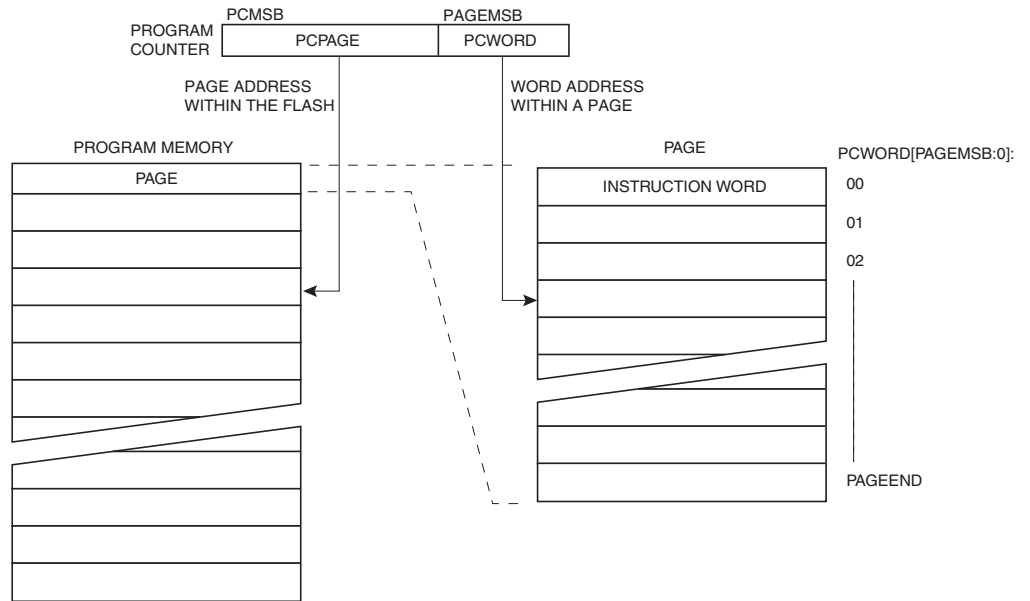 PCMSB
PAGEMSB
PROGRAM
COUNTER
PCPAGE
PCWORD
PAGE ADDRESS
WITHIN THE FLASH
WORD ADDRESS
WITHIN A PAGE
PROGRAM MEMORY
PAGE
PAGE
PCWORD[PAGEMSB:0]:
INSTRUCTION WORD
00
01
02
PAGEEND